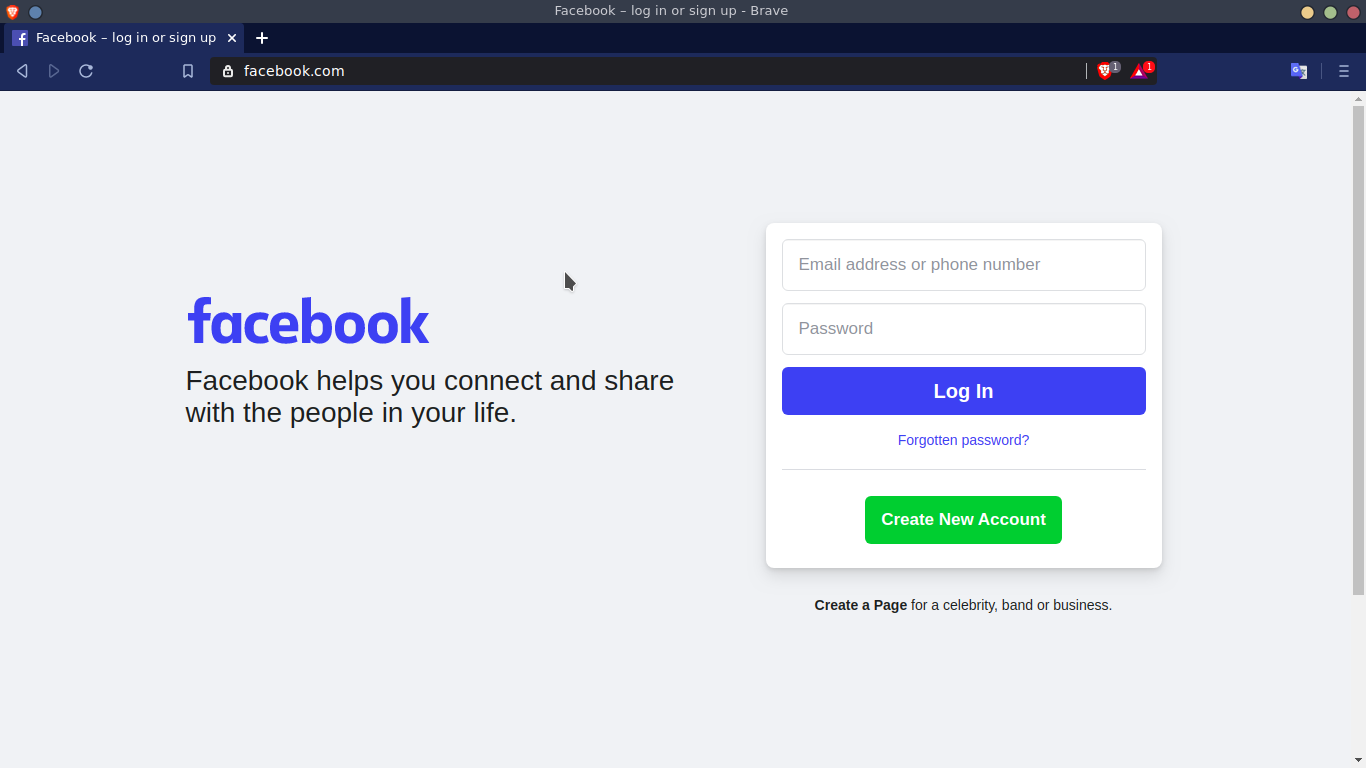 Facebook – log in or sign up - Brave
Facebook – log in or sign up
facebook.com
1
1
facebook
Facebook helps you connect and share
with the people in your life.
Email address or phone number
Password
Log In
Forgotten password?
Create New Account
Create a Page for a celebrity, band or business.